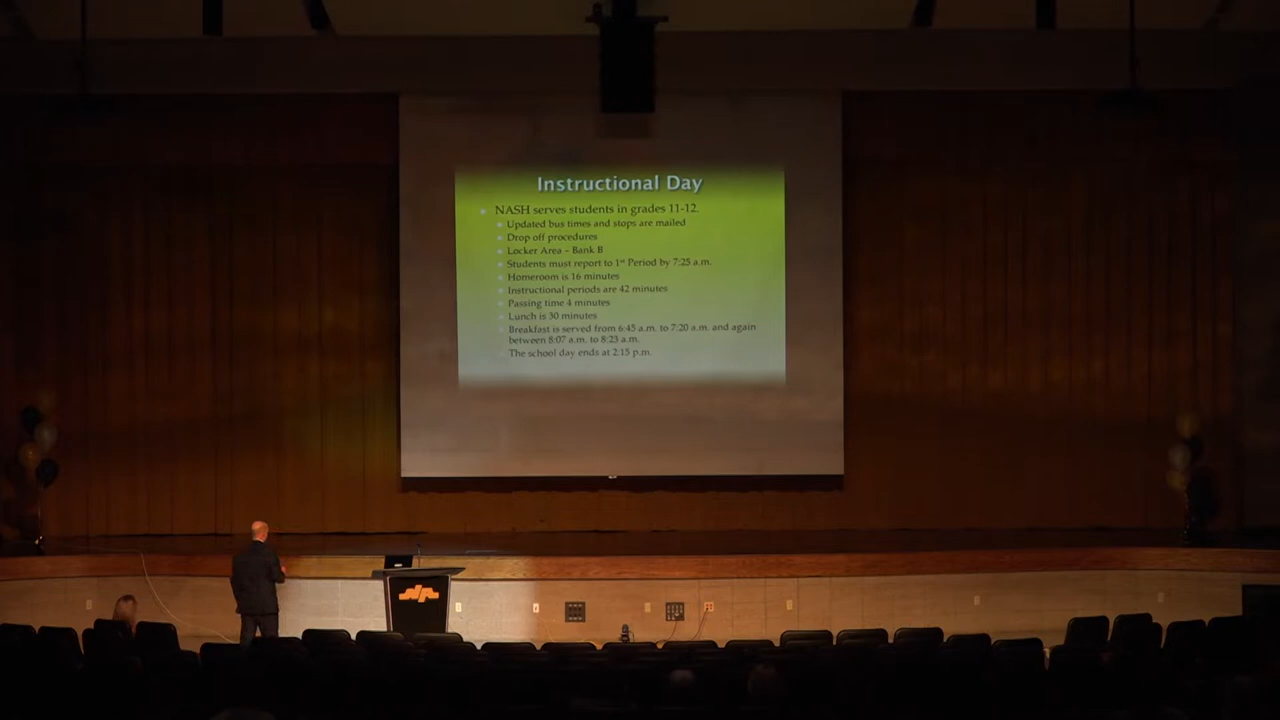 Instructional Day
NASH serves students in grades 11-12.
Updated bus times and stops are mailed
Drop off procedures
Locker Area – Bank B
Students must report to 1st Period by 7:25 a.m.
Homeroom is 16 minutes
Instructional periods are 42 minutes
Passing time 4 minutes
Lunch is 30 minutes
Breakfast is served from 6:45 a.m. to 7:20 a.m. and again
between 8:07 a.m. to 8:23 a.m.
The school day ends at 2:15 p.m.